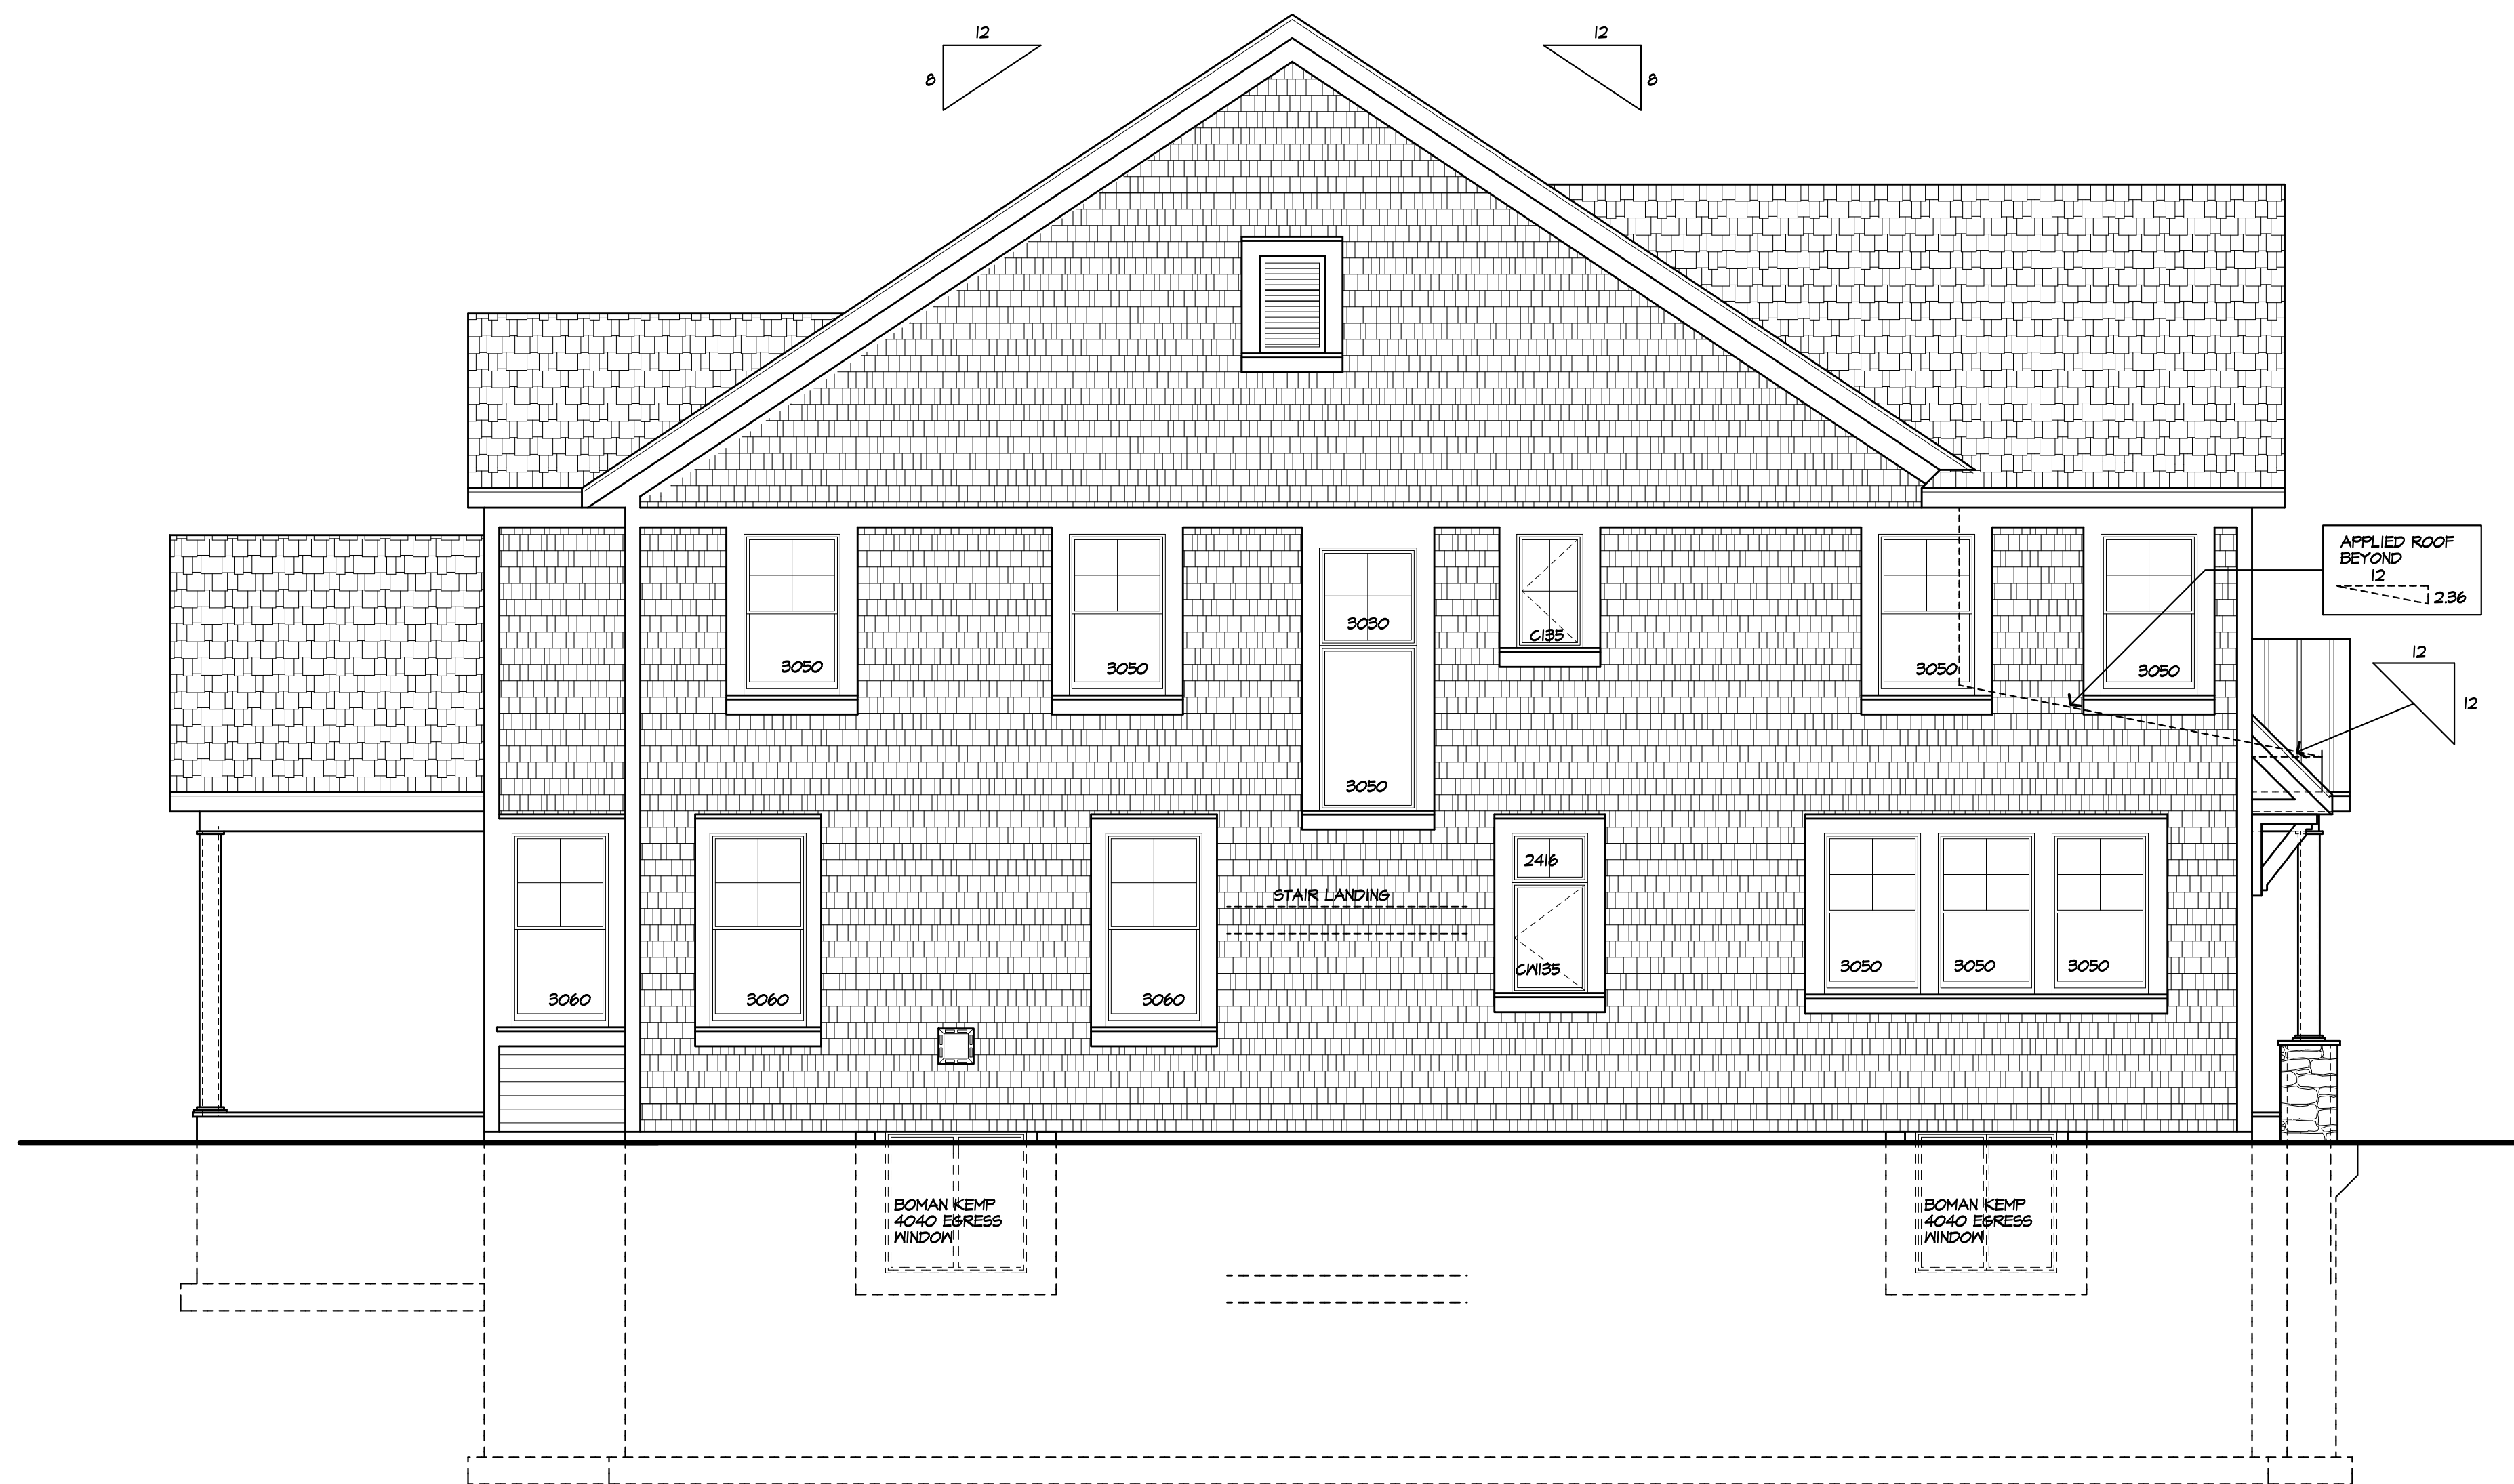 12
12
8
8
APPLIED ROOF
BEYOND
12
2.36
3030
C135
3050
3050
3050
3050
12
12
3050
2416
STAIR LANDING
CW135
3050
3050
3050
3060
3060
3060
BOMAN KEMP
4040 EGRESS
WINDOW
BOMAN KEMP
4040 EGRESS
WINDOW